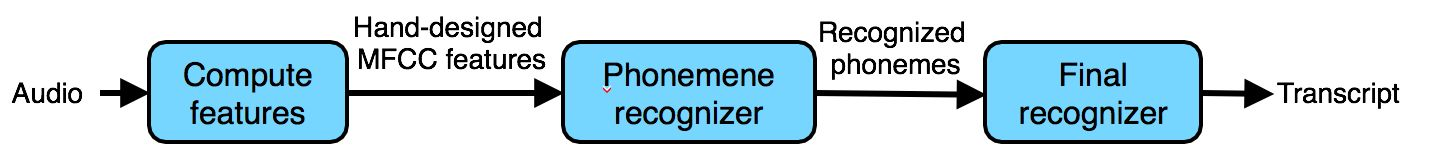 Audio
Compute
features
Hand-designed
MFCC features
Phonemene
recognizer
Recognized
phonemes
Final
recognizer
Transcript